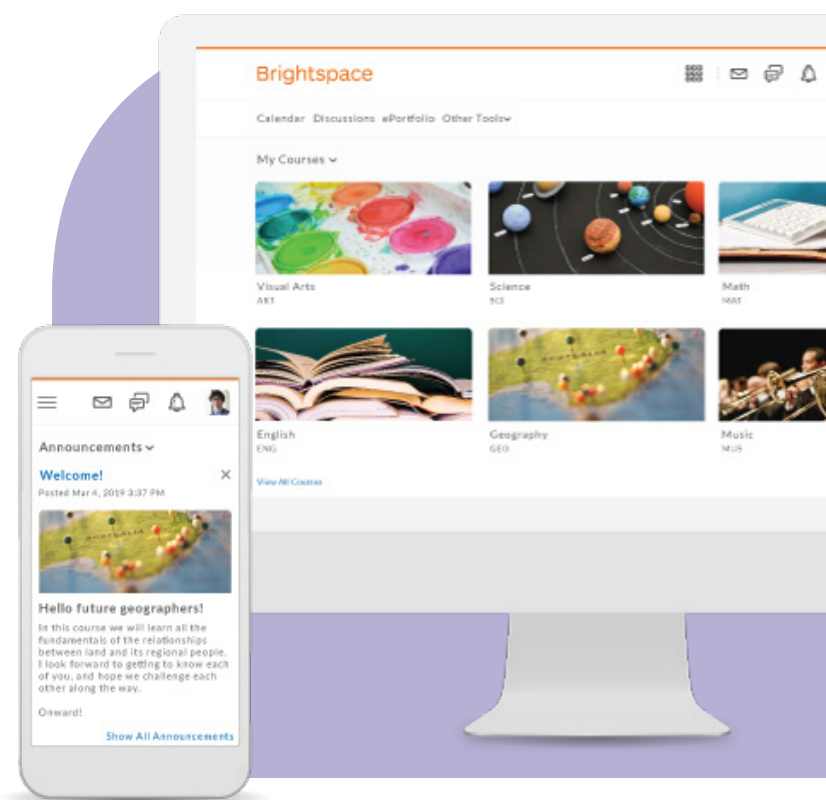 Brightspace
Calendar Discussions ePortfolio Other Tools
My Courses
Visual Arts
ART
Science
SCI
Math
MAT
English
ENG
Geography
GEO
Music
MUS
View All Courses
Announcements
Welcome!
Posted Mar 4, 2019 3:37 PM
AUSTRALIA
Hello future geographers!
In this course we will learn all the
fundamentals of the relationships
between land and its regional people.
I look forward to getting to know each
of you, and hope we challenge each
other along the way.
Onward!
Show All Announcements